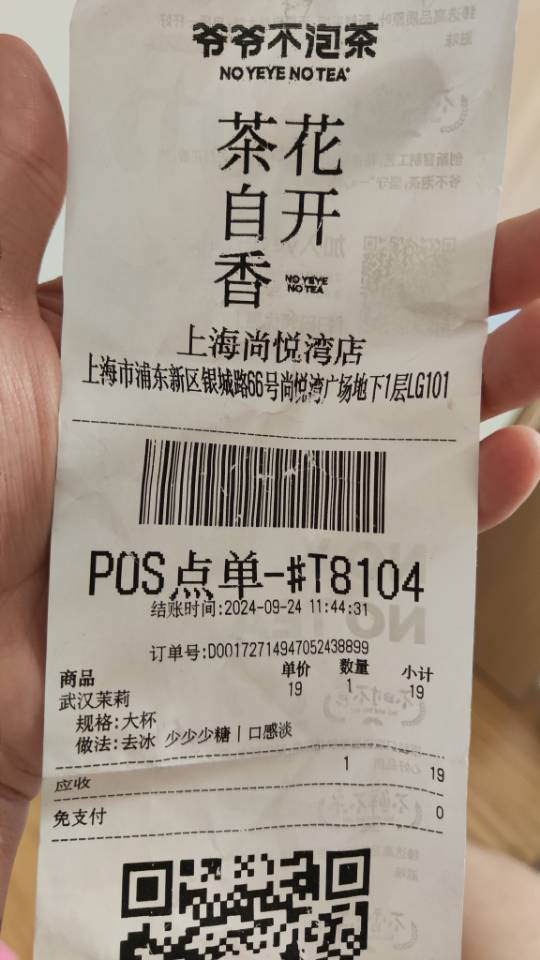 爷爷不泡茶
NO YEYE NO TEA
花开
茶自香
NO YEYE
NO TEA
上海尚悦湾店
上海市浦东新区银城路66号尚悦湾广场地下1层LG101
POS点单-#T8104
结账时间:2024-09-24 11:44:31
订单号:D001727149470524388​99
商品 单价 数量 小计
武汉茉莉 19 1 19
规格:大杯
做法:去冰 少少少糖|口感淡
应收 1 19
免支付 0